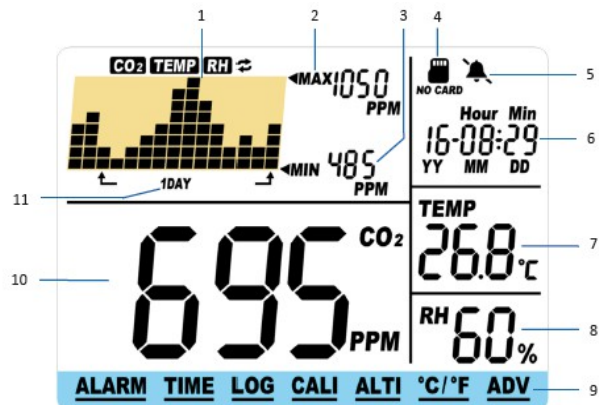 1 2 3 4
CO2 TEMP RH
MAX 1050 PPM
NO CARD
5
Hour Min
16-08:29
6
YY MM DD
MIN 485 PPM
11
1DAY
TEMP
26.8 °C
7
10
695 CO2 PPM
RH
60%
8
ALARM TIME LOG CALI ALTI °C/°F ADV
9